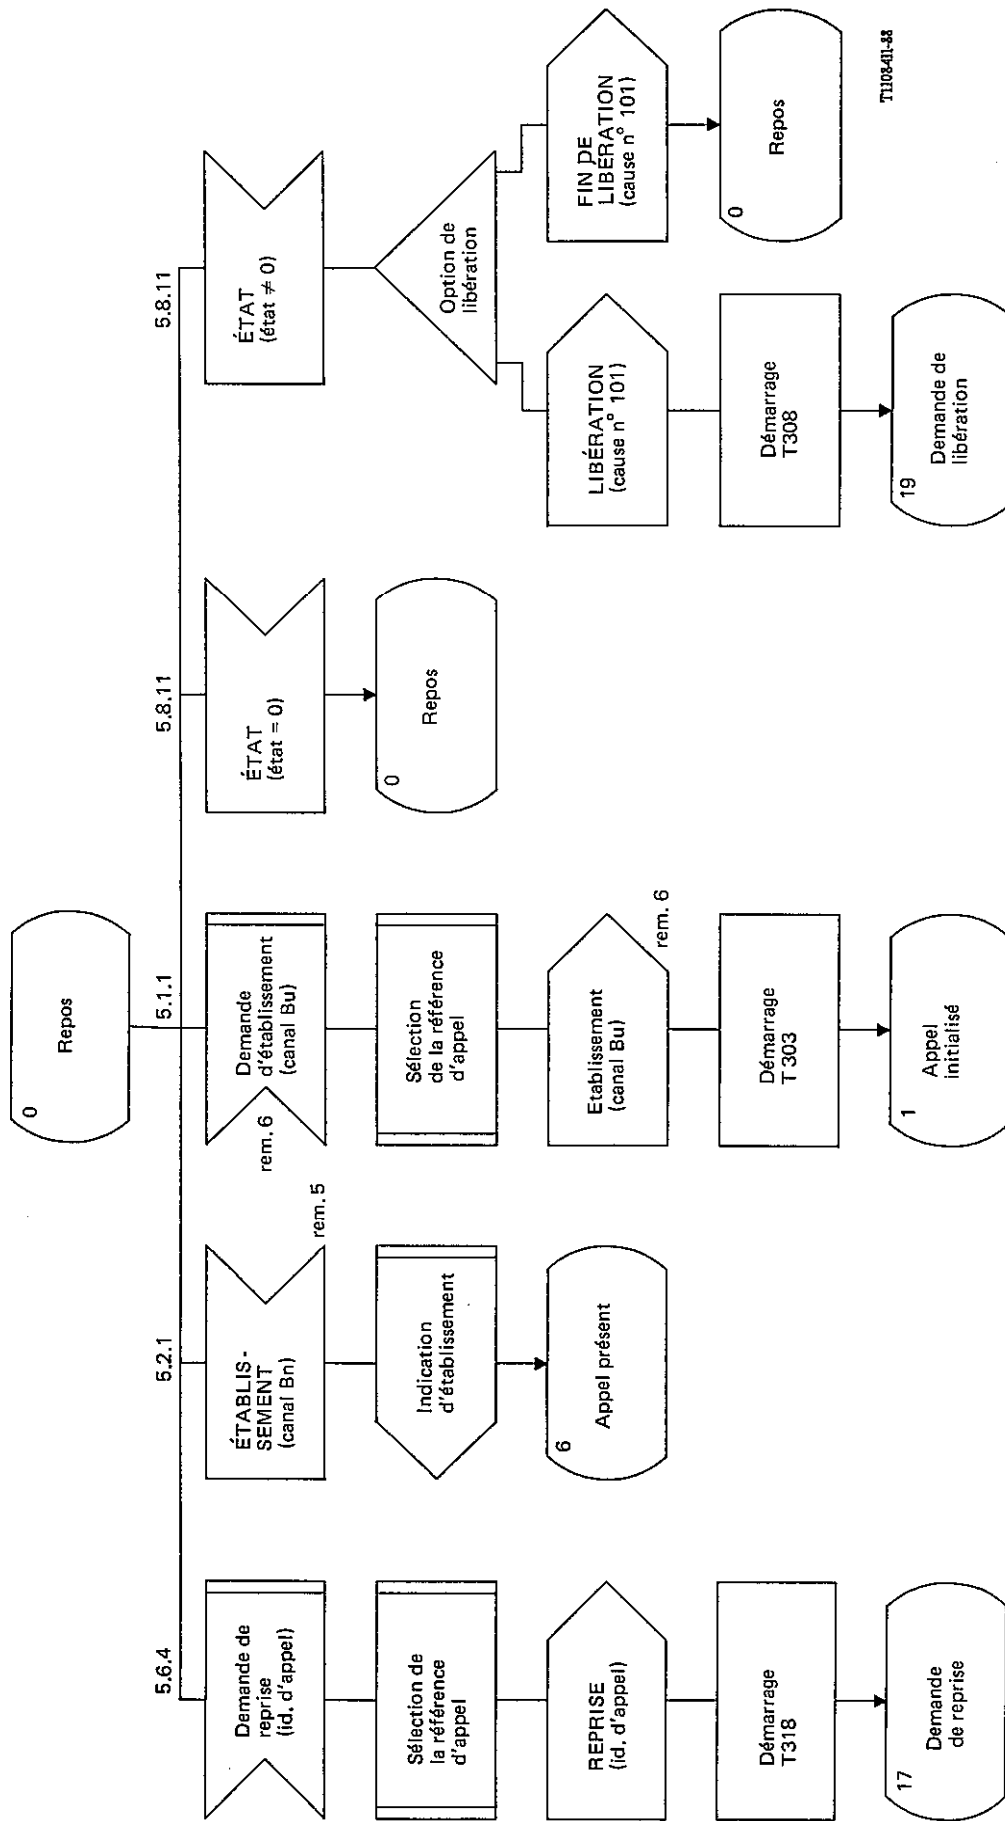 0
Repos
5.6.4
Demande de
reprise
(id. d'appel)
Sélection de
la référence
d'appel
REPRISE
(id. d'appel)
Démarrage
T318
17
Demande
de reprise
5.2.1
ÉTABLIS -
SEMENT
(canal Bn)
rem. 5
Indication
d'établissement
6
Appel présent
5.1.1
Demande
d'établissement
(canal Bu)
rem. 6
Sélection
de la référence
d'appel
Etablissement
(canal Bu)
rem. 6
Démarrage
T303
1
Appel
initialisé
5.8.11
ÉTAT
(état = 0)
0
Repos
5.8.11
ÉTAT
(état ≠ 0)
Option de
libération
LIBÉRATION
(cause n° 101)
Démarrage
T308
19
Demande de
libération
FIN DE
LIBÉRATION
(cause n° 101)
0
Repos
T1108411-88